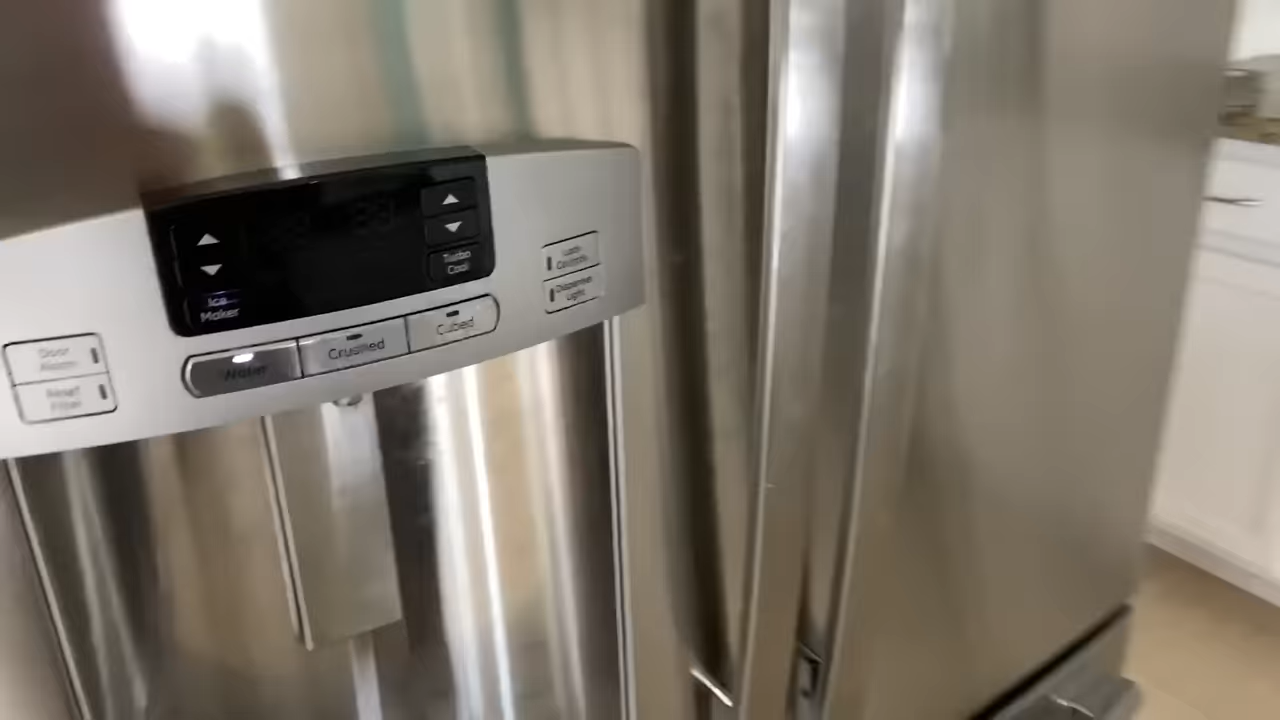 Ice
Maker
Turbo
Cool
Lock
Controls
Dispenser
Light
Door
Alarm
Reset
Filter
Water
Crushed
Cubed